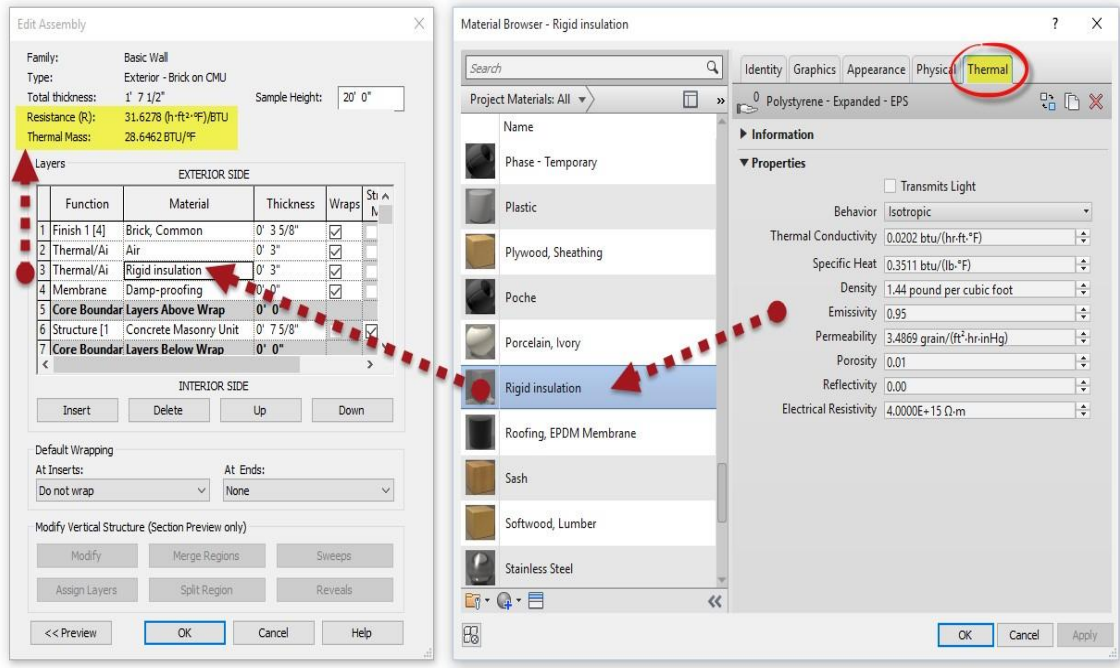 Edit Assembly
Family: Basic Wall
Type: Exterior - Brick on CMU
Total thickness: 1' 7 1/2" Sample Height: 20' 0"
Resistance (R): 31.6278 (h·ft²·°F)/BTU
Thermal Mass: 28.6462 BTU/°F
Layers
EXTERIOR SIDE
Function Material Thickness Wraps
1 Finish 1 [4] Brick, Common 0' 3 5/8"
2 Thermal/Ai Air 0' 3"
3 Thermal/Ai Rigid insulation 0' 3"
4 Membrane Damp-proofing 0' 0"
5 Core Boundar Layers Above Wrap 0' 0"
6 Structure [1 Concrete Masonry Unit 0' 7 5/8"
7 Core Boundar Layers Below Wrap 0' 0"
INTERIOR SIDE
Insert Delete Up Down
Default Wrapping
At Inserts: At Ends:
Do not wrap None
Modify Vertical Structure (Section Preview only)
Modify Merge Regions Sweeps
Assign Layers Split Region Reveals
<< Preview OK Cancel Help
Material Browser - Rigid insulation ? X
Search
Project Materials: All »
Name
Phase - Temporary
Plastic
Plywood, Sheathing
Poche
Porcelain, Ivory
Rigid insulation
Roofing, EPDM Membrane
Sash
Softwood, Lumber
Stainless Steel
Identity Graphics Appearance Physical Thermal
0 Polystyrene - Expanded - EPS
Information
Properties
Transmits Light
Behavior Isotropic
Thermal Conductivity 0.0202 btu/(hr·ft·°F)
Specific Heat 0.3511 btu/(lb·°F)
Density 1.44 pound per cubic foot
Emissivity 0.95
Permeability 3.4869 grain/(ft²·hr·inHg)
Porosity 0.01
Reflectivity 0.00
Electrical Resistivity 4.0000E+15 Ω·m
OK Cancel Apply